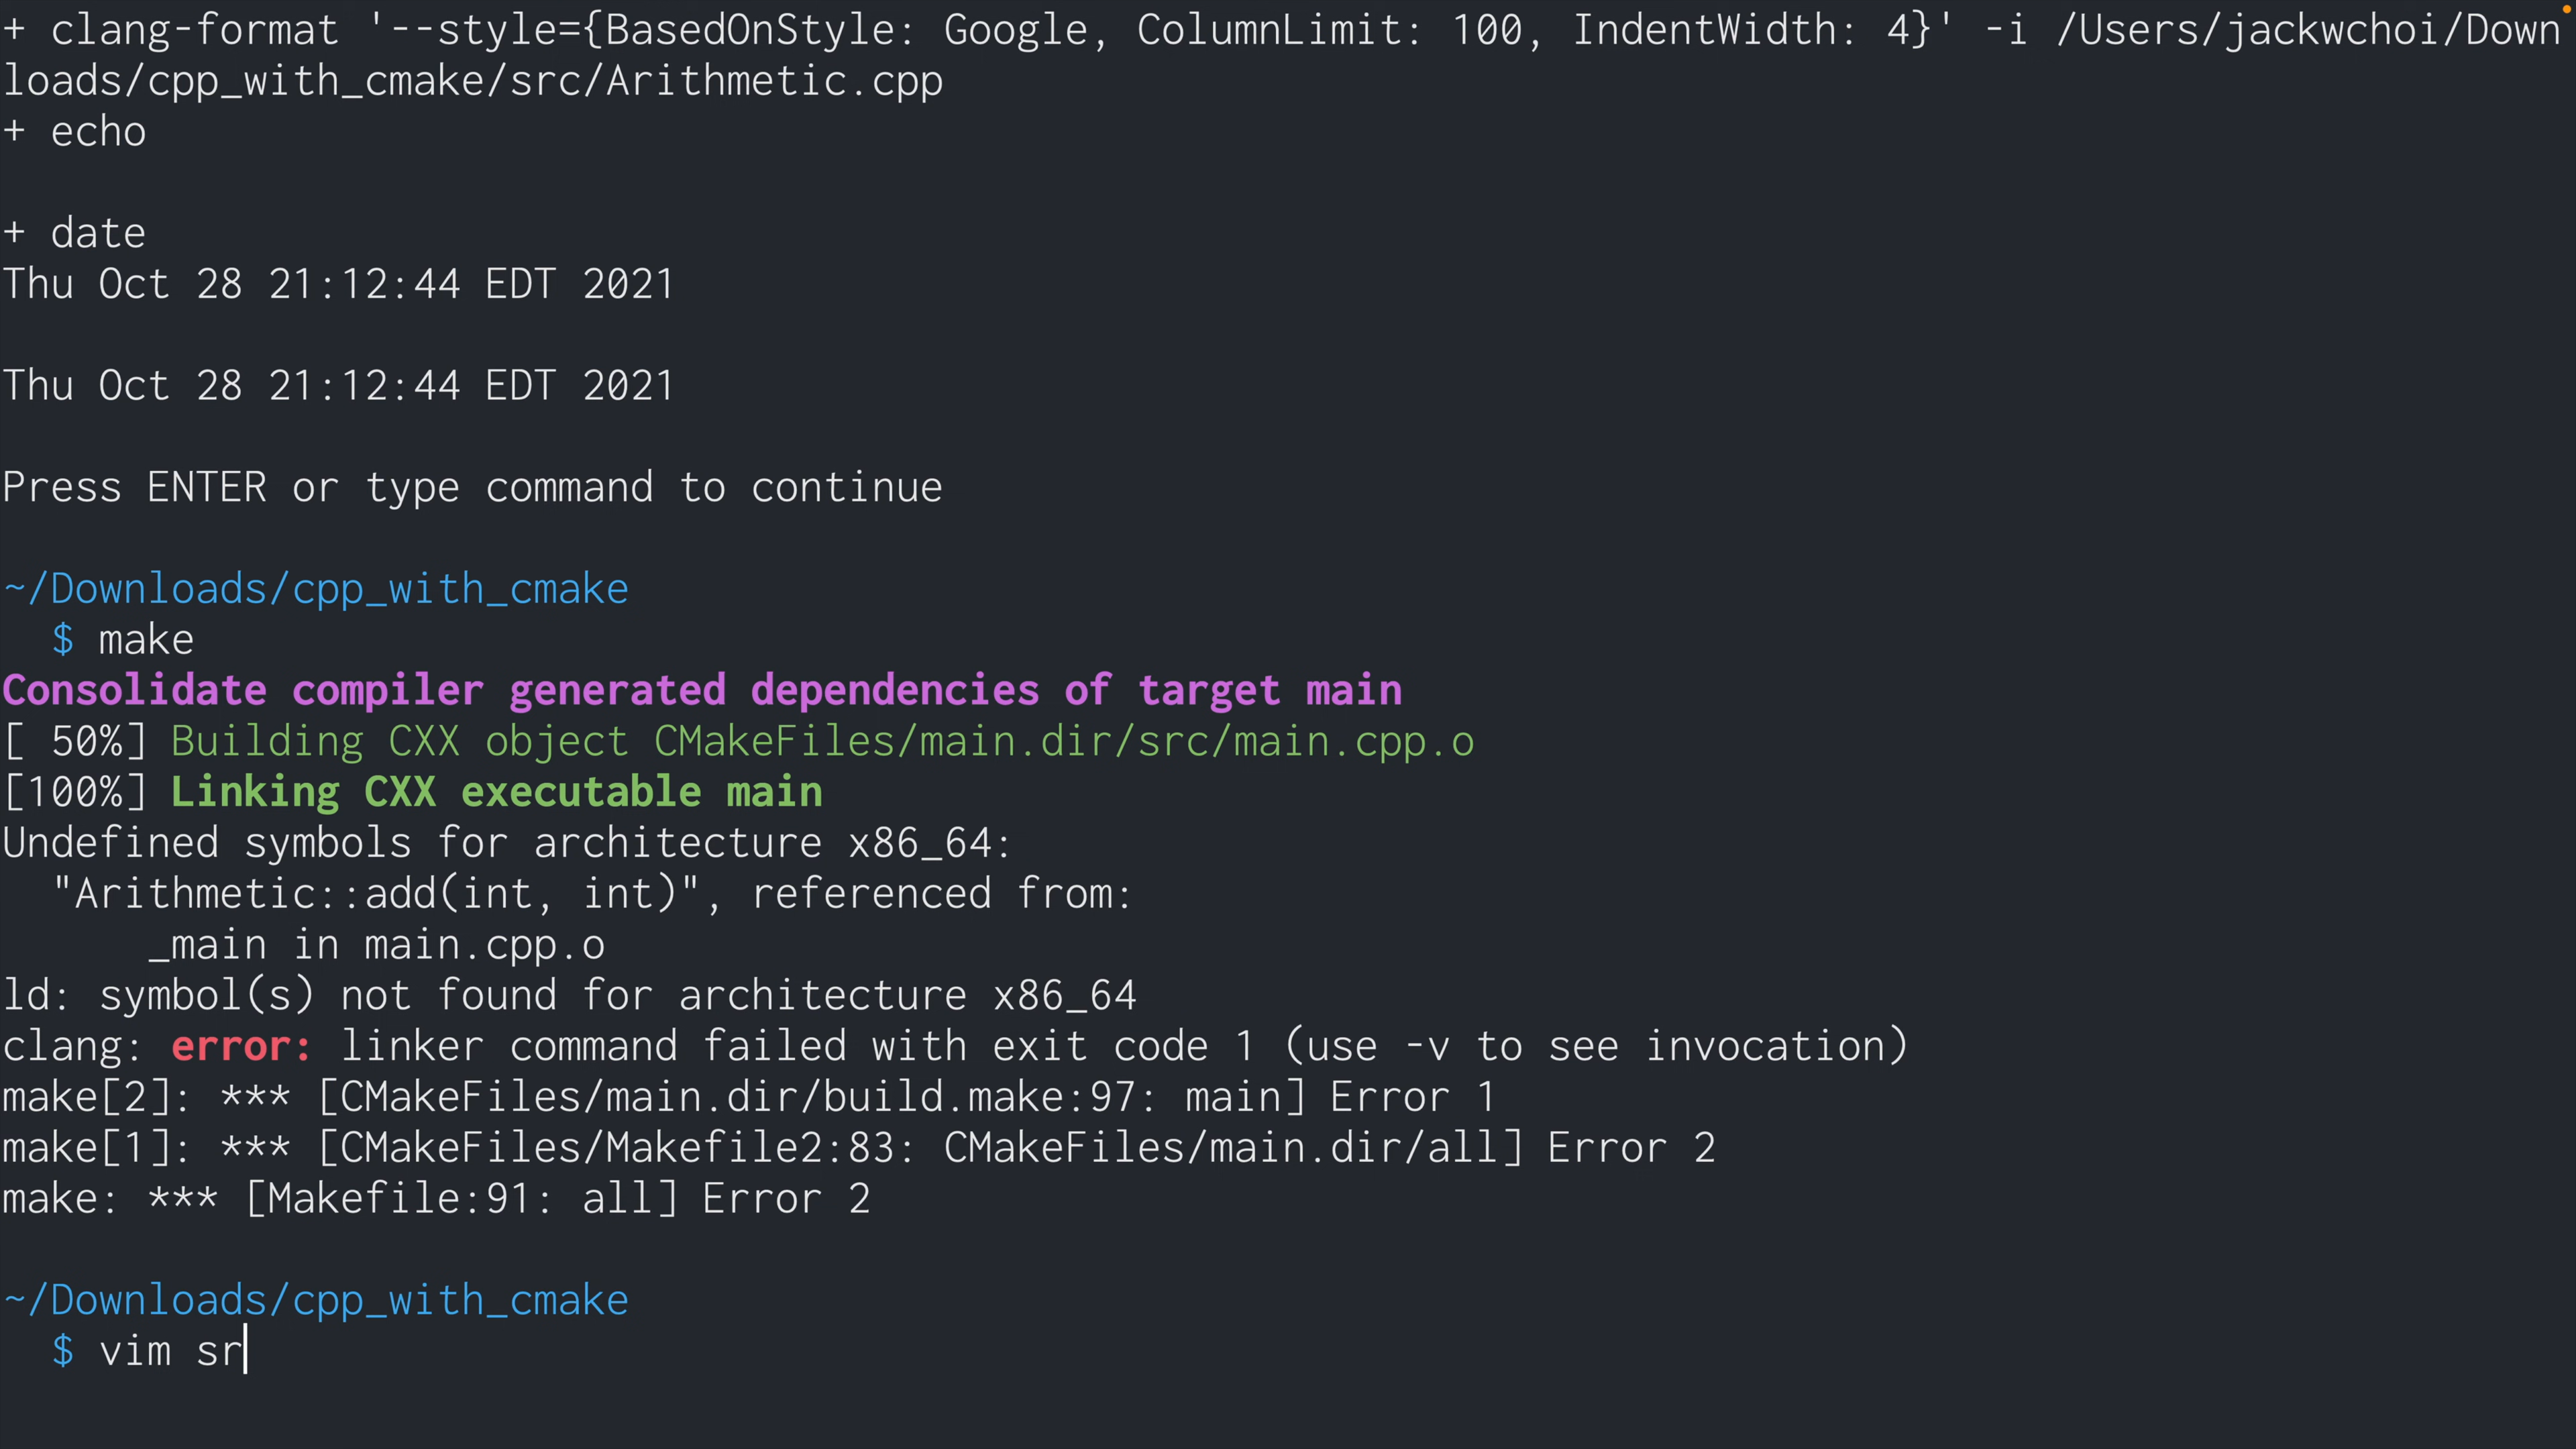 + clang-format '--style={BasedOnStyle: Google, ColumnLimit: 100, IndentWidth: 4}' -i /Users/jackwchoi/Down
loads/cpp_with_cmake/src/Arithmetic.cpp
+ echo
+ date
Thu Oct 28 21:12:44 EDT 2021
Thu Oct 28 21:12:44 EDT 2021
Press ENTER or type command to continue
~/Downloads/cpp_with_cmake
$ make
Consolidate compiler generated dependencies of target main
[ 50%] Building CXX object CMakeFiles/main.dir/src/main.cpp.o
[100%] Linking CXX executable main
Undefined symbols for architecture x86_64:
"Arithmetic::add(int, int)", referenced from:
_main in main.cpp.o
ld: symbol(s) not found for architecture x86_64
clang: error: linker command failed with exit code 1 (use -v to see invocation)
make[2]: *** [CMakeFiles/main.dir/build.make:97: main] Error 1
make[1]: *** [CMakeFiles/Makefile2:83: CMakeFiles/main.dir/all] Error 2
make: *** [Makefile:91: all] Error 2
~/Downloads/cpp_with_cmake
$ vim sr